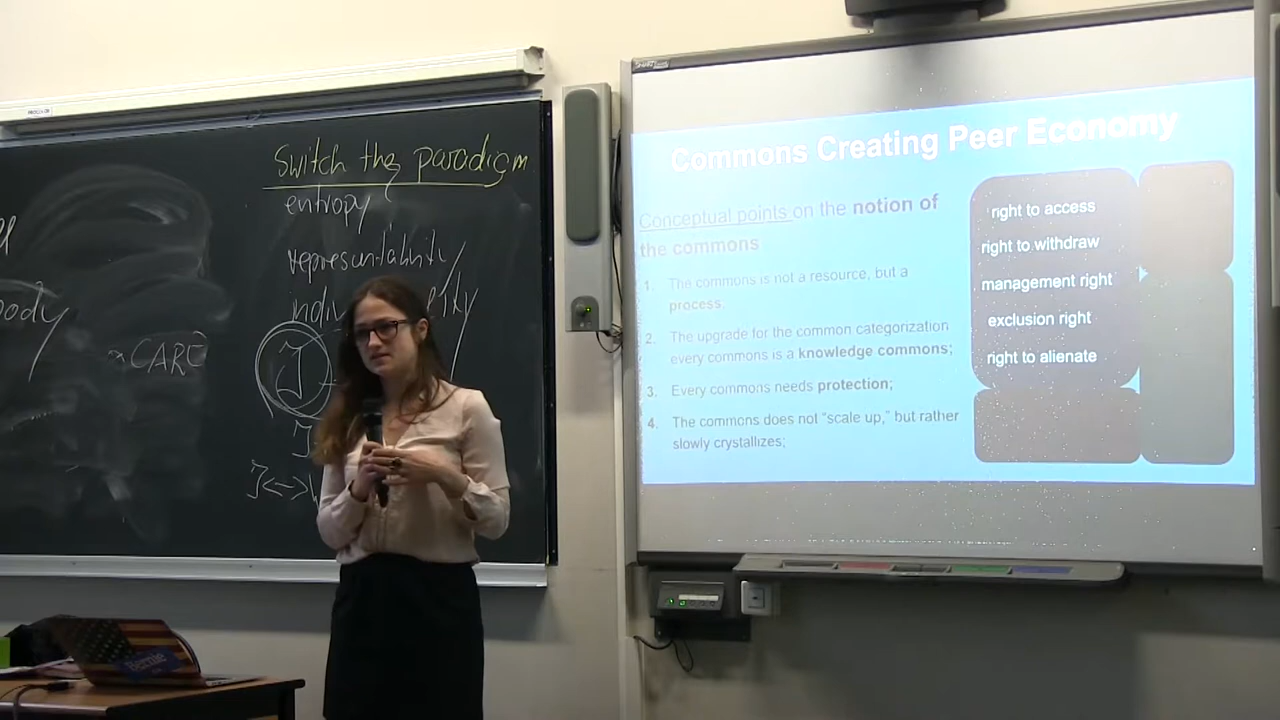 Switch the paradigm
entropy
representability
ody
CARE
I
I
I <->
Bernie
Commons Creating Peer Economy
Conceptual points on the notion of
the commons
1. The commons is not a resource, but a
process;
2. The upgrade for the common categorization
every commons is a knowledge commons;
3. Every commons needs protection;
4. The commons does not "scale up," but rather
slowly crystallizes;
right to access
right to withdraw
management right
exclusion right
right to alienate